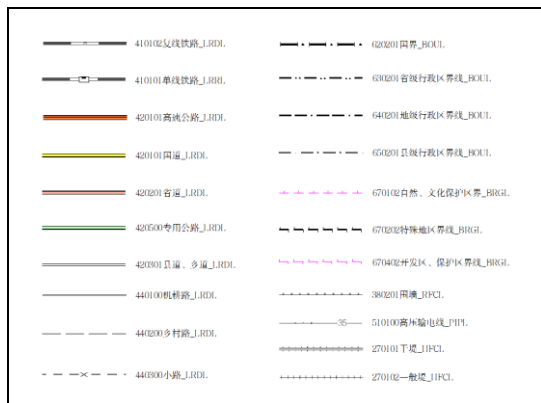 410102复线铁路_LRDL
410101单线铁路_LRRL
420101高速公路_LRDL
420101国道_LRDL
420201省道_LRDL
420500专用公路_LRDL
420301县道、乡道_LRDL
440100机耕路_LRDL
440200乡村路_LRDL
440300小路_LRDL
620201国界_BOUL
630201省级行政区界线_BOUL
640201地级行政区界线_BOUL
650201县级行政区界线_BOUL
670102自然、文化保护区界_BRGL
670202特殊地区界线_BRGL
670402开发区、保护区界线_BRGL
380201围墙_RFCL
35
510100高压输电线_PIPL
270101干堤_HFCL
270102一般堤_HFCL